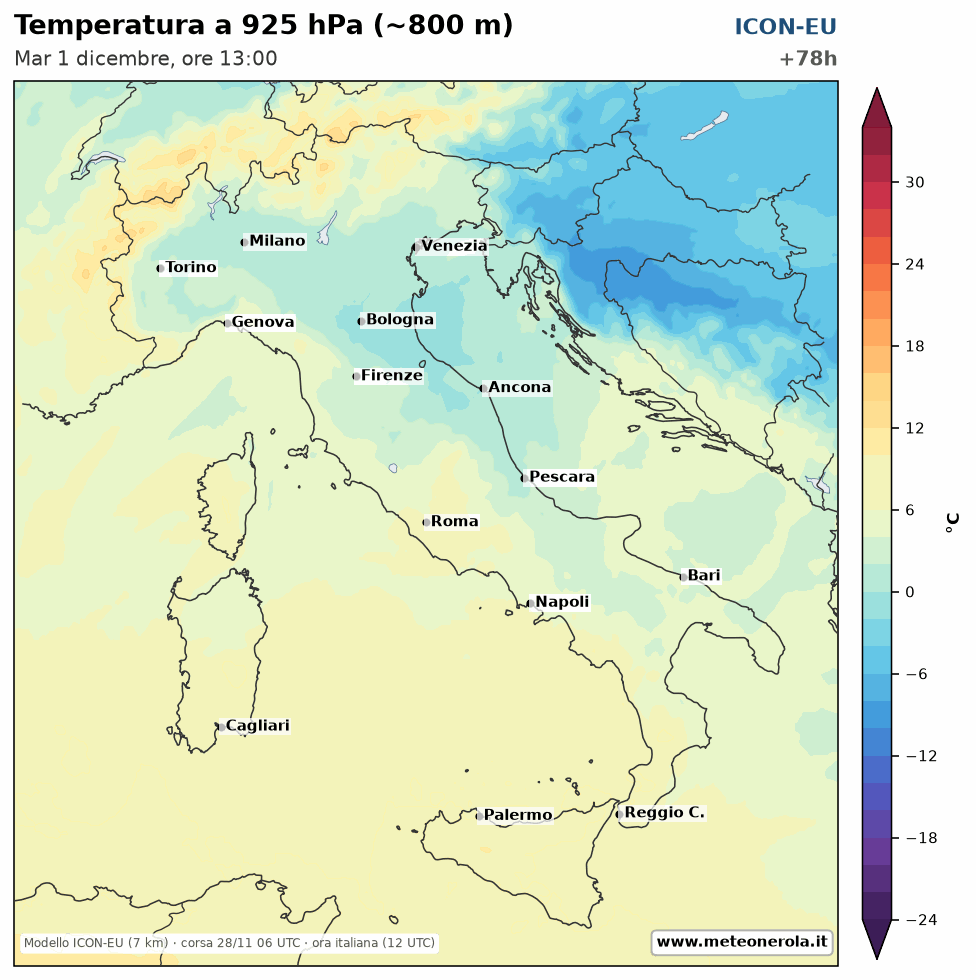 Temperatura a 925 hPa (~800 m)
ICON-EU
Mar 1 dicembre, ore 13:00
+78h
Milano
Venezia
Torino
Genova
Bologna
Firenze
Ancona
Pescara
Roma
Bari
Napoli
Cagliari
Palermo
Reggio C.
30
24
18
12
6
0
−6
−12
−18
−24
°C
Modello ICON-EU (7 km) · corsa 28/11 06 UTC · ora italiana (12 UTC)
www.meteonerola.it